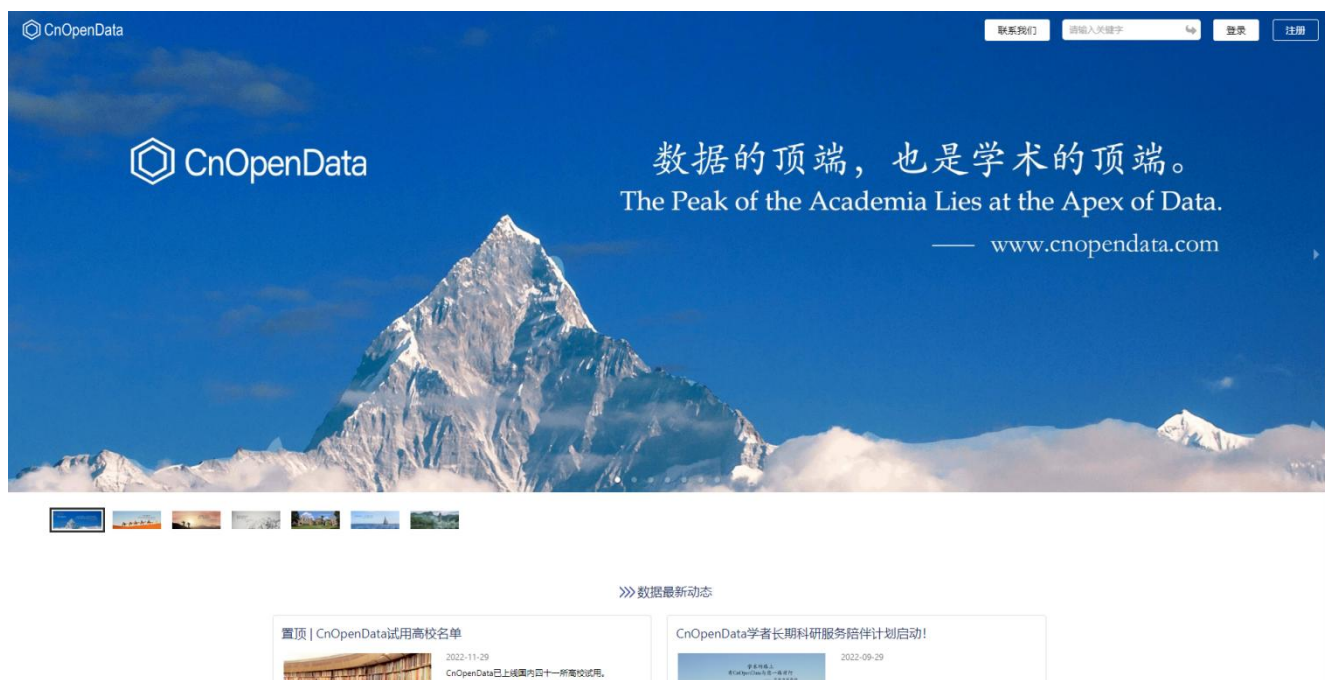 CnOpenData
联系我们
请输入关键字
登录
注册
CnOpenData
数据的顶端，也是学术的顶端。
The Peak of the Academia Lies at the Apex of Data.
—— www.cnopendata.com
>>> 数据最新动态
置顶 | CnOpenData试用高校名单
2022-11-29
CnOpenData已上线国内四十一所高校试用。
CnOpenData学者长期科研服务陪伴计划启动！
2022-09-29